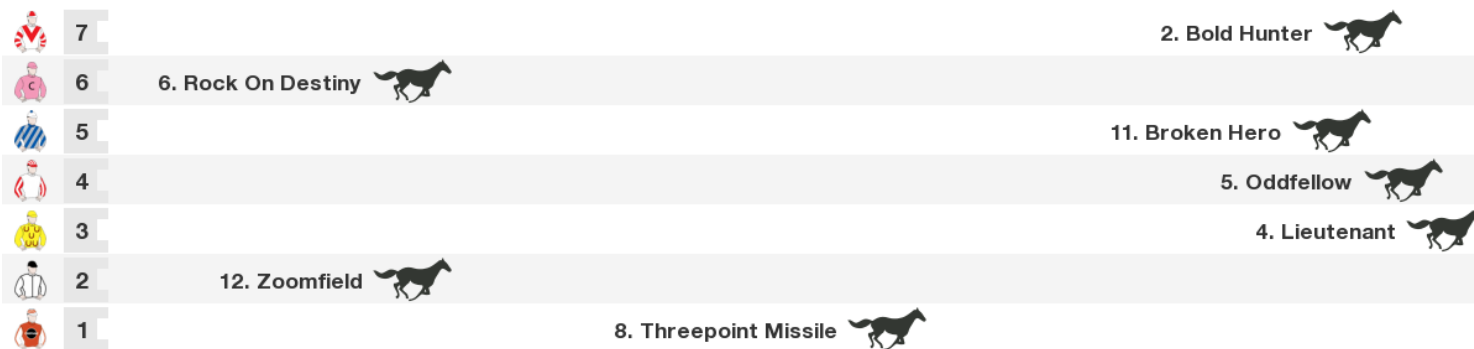 7 2. Bold Hunter
6 6. Rock On Destiny
C
5 11. Broken Hero
4 5. Oddfellow
3 4. Lieutenant
2 12. Zoomfield
1 8. Threepoint Missile